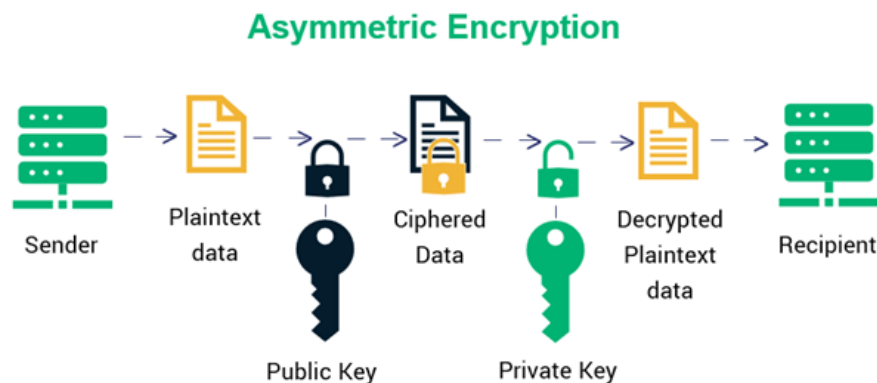 Asymmetric Encryption
Sender
Plaintext
data
Public Key
Ciphered
Data
Private Key
Decrypted
Plaintext
data
Recipient